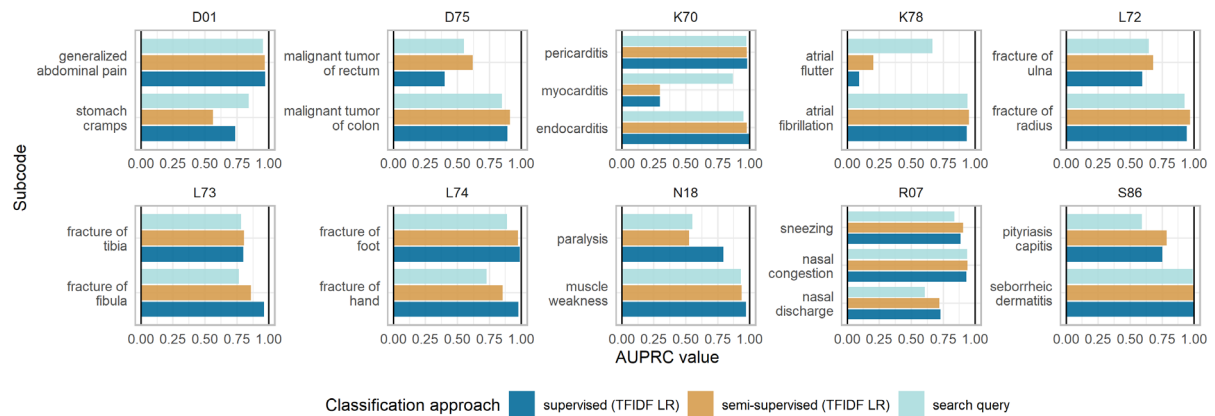 D01
D75
K70
K78
L72
generalized
abdominal pain
stomach
cramps
0.00 0.25 0.50 0.75 1.00
malignant tumor
of rectum
malignant tumor
of colon
0.00 0.25 0.50 0.75 1.00
pericarditis
myocarditis
endocarditis
0.00 0.25 0.50 0.75 1.00
atrial
flutter
atrial
fibrillation
0.00 0.25 0.50 0.75 1.00
fracture of
ulna
fracture of
radius
0.00 0.25 0.50 0.75 1.00
Subcode
L73
L74
N18
R07
S86
fracture of
tibia
fracture of
fibula
0.00 0.25 0.50 0.75 1.00
fracture of
foot
fracture of
hand
0.00 0.25 0.50 0.75 1.00
paralysis
muscle
weakness
0.00 0.25 0.50 0.75 1.00
sneezing
nasal
congestion
nasal
discharge
0.00 0.25 0.50 0.75 1.00
pityriasis
capitis
seborrheic
dermatitis
0.00 0.25 0.50 0.75 1.00
AUPRC value
Classification approach supervised (TFIDF LR) semi-supervised (TFIDF LR) search query